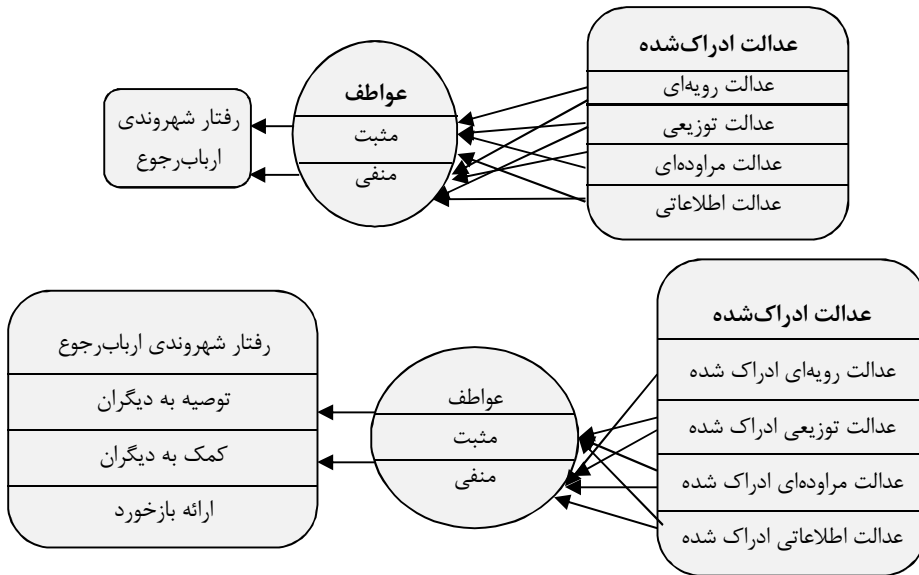 عدالت ادراک‌شده
عدالت رویه‌ای
عدالت توزیعی
عدالت مراوده‌ای
عدالت اطلاعاتی
عواطف
مثبت
منفی
رفتار شهروندی
ارباب‌رجوع
عدالت ادراک‌شده
عدالت رویه‌ای ادراک شده
عدالت توزیعی ادراک شده
عدالت مراوده‌ای ادراک شده
عدالت اطلاعاتی ادراک شده
عواطف
مثبت
منفی
رفتار شهروندی ارباب‌رجوع
توصیه به دیگران
کمک به دیگران
ارائه بازخورد